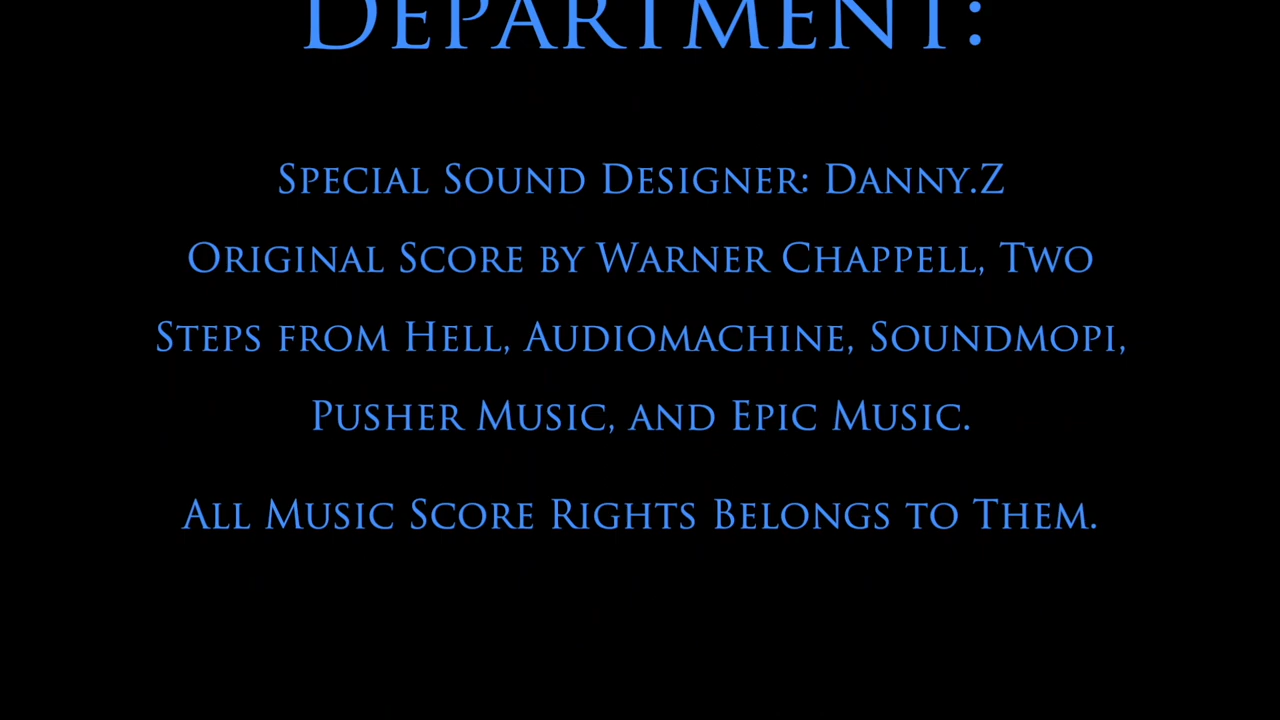 Department:
Special Sound Designer: Danny.Z
Original Score by Warner Chappell, Two
Steps from Hell, Audiomachine, Soundmopi,
Pusher Music, and Epic Music.
All Music Score Rights Belongs to Them.